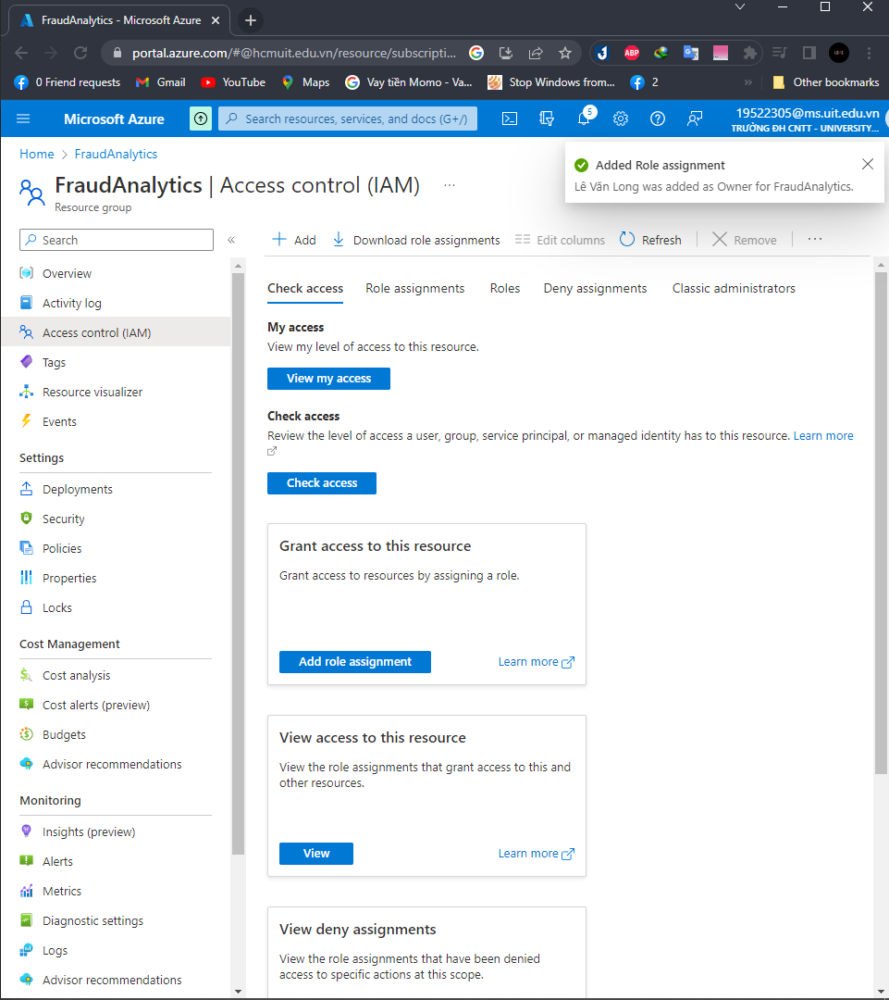 FraudAnalytics - Microsoft Azure
portal.azure.com/#@hcmuit.edu.vn/resource/subscripti...
ABP
0 Friend requests
Gmail
YouTube
Maps
Vay tiền Momo - Va...
Stop Windows from...
2
»
Other bookmarks
Microsoft Azure
Search resources, services, and docs (G+/)
5
19522305@ms.uit.edu.vn
TRƯỜNG ĐH CNTT - UNIVERSITY...
Home > FraudAnalytics
Added Role assignment
Lê Văn Long was added as Owner for FraudAnalytics.
FraudAnalytics | Access control (IAM) ...
Resource group
Search
«
Add
Download role assignments
Edit columns
Refresh
Remove
...
Overview
Activity log
Access control (IAM)
Tags
Resource visualizer
Events
Settings
Deployments
Security
Policies
Properties
Locks
Cost Management
Cost analysis
Cost alerts (preview)
Budgets
Advisor recommendations
Monitoring
Insights (preview)
Alerts
Metrics
Diagnostic settings
Logs
Advisor recommendations
Check access
Role assignments
Roles
Deny assignments
Classic administrators
My access
View my level of access to this resource.
View my access
Check access
Review the level of access a user, group, service principal, or managed identity has to this resource. Learn more
Check access
Grant access to this resource
Grant access to resources by assigning a role.
Add role assignment
Learn more
View access to this resource
View the role assignments that grant access to this and
other resources.
View
Learn more
View deny assignments
View the role assignments that have been denied
access to specific actions at this scope.